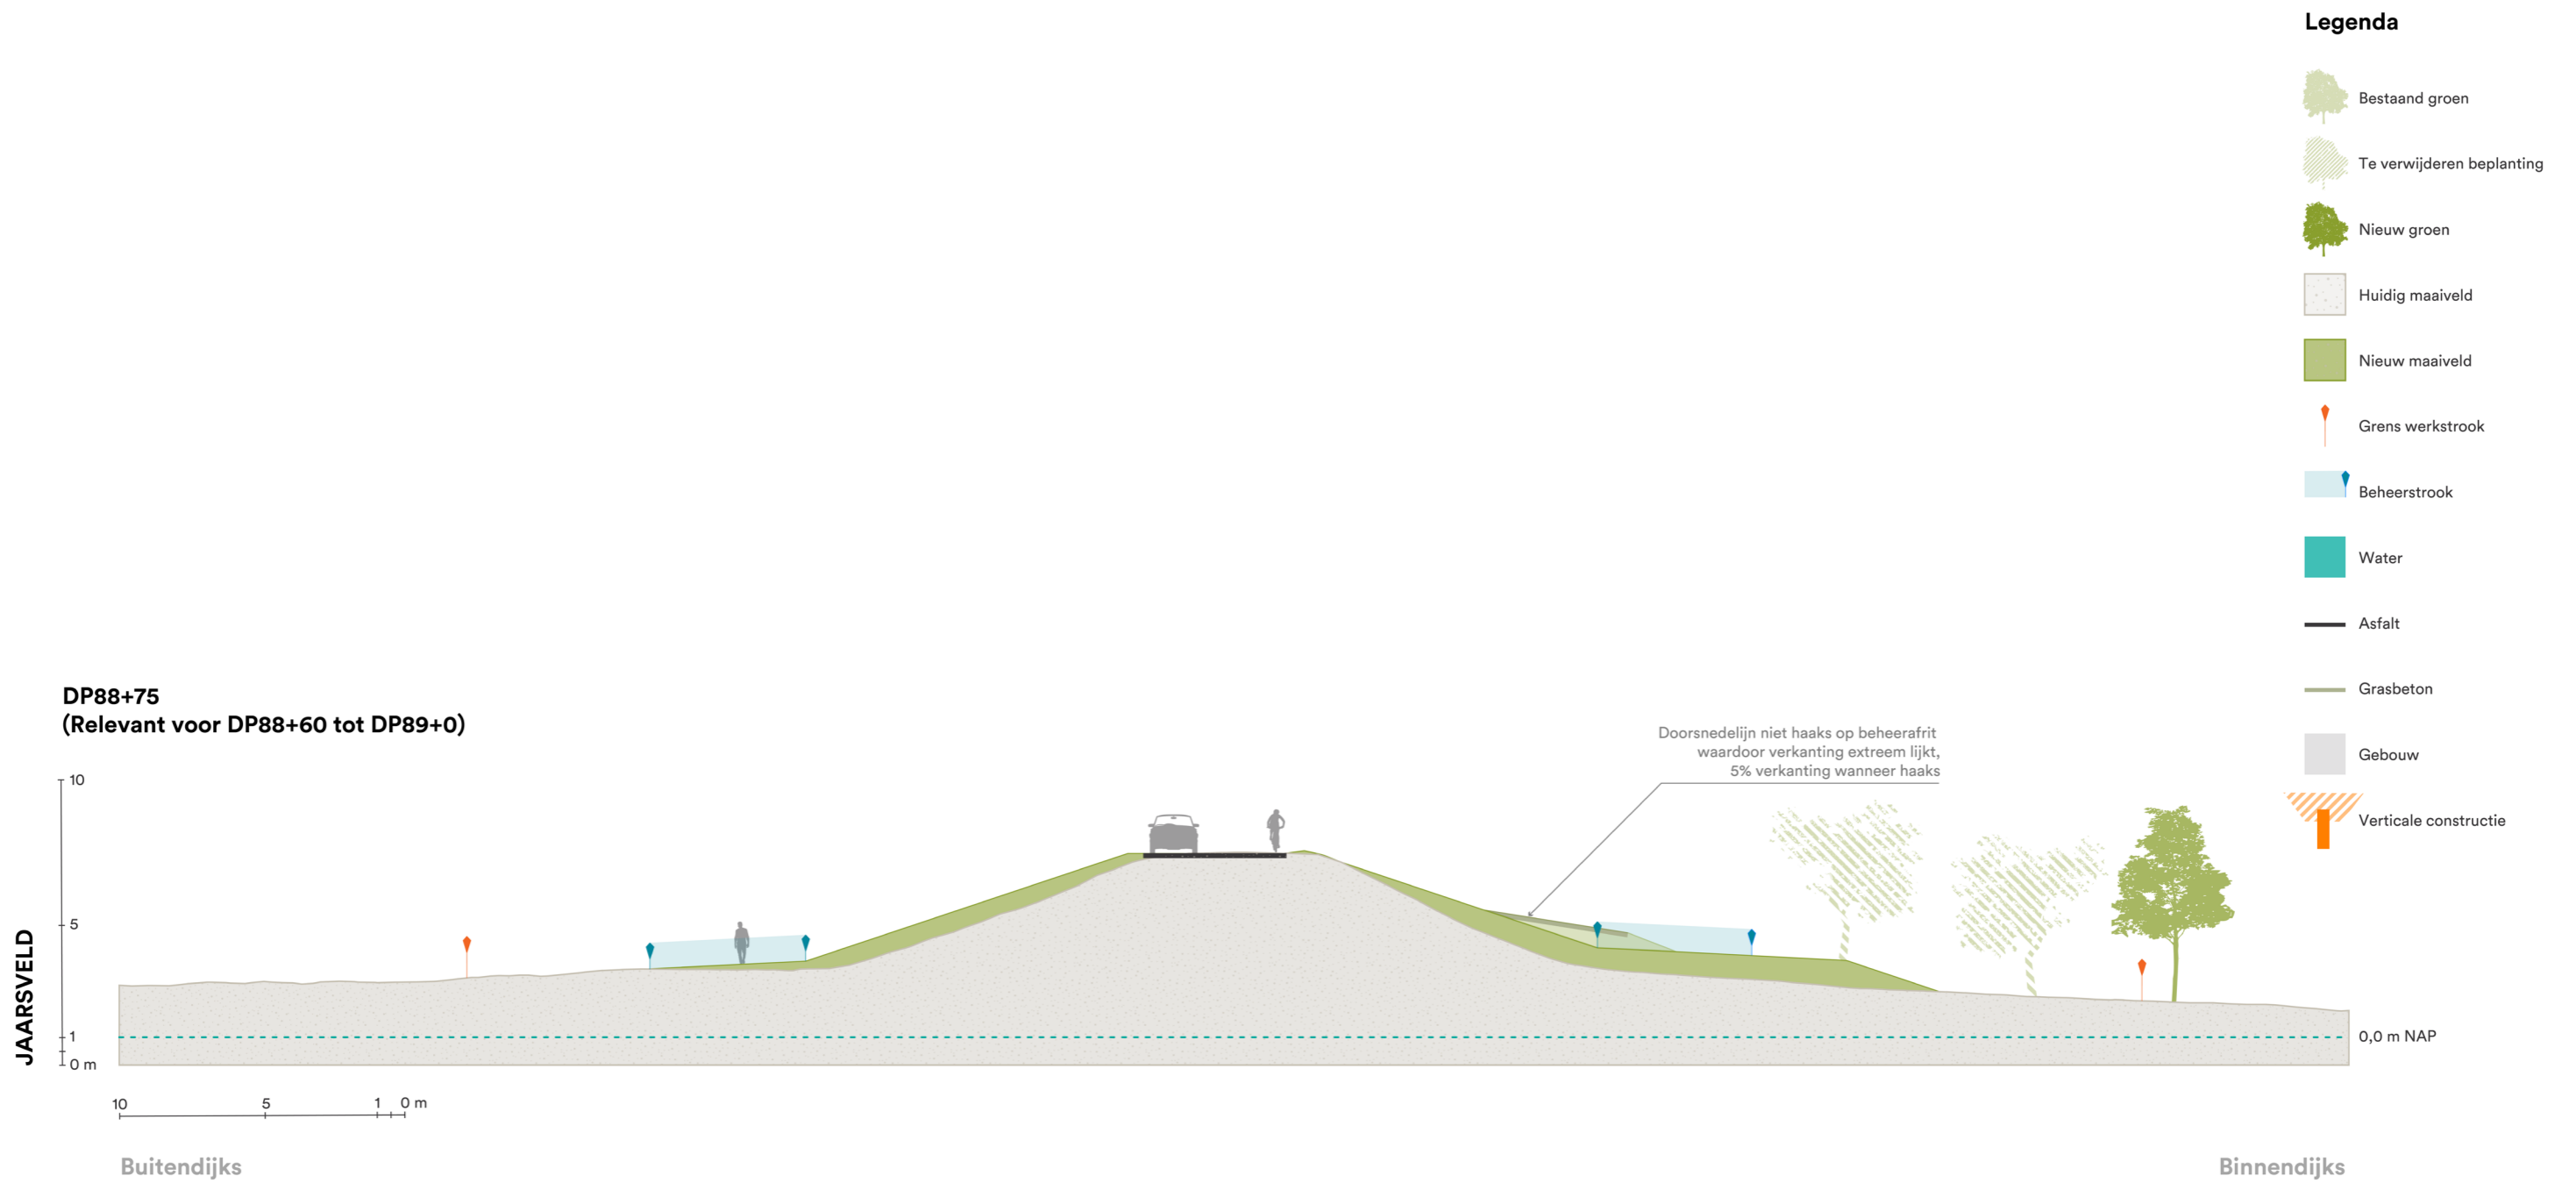 Legenda
Bestaand groen
Te verwijderen beplanting
Nieuw groen
Huidig maaiveld
Nieuw maaiveld
Grens werkstrook
Beheerstrook
Water
Asfalt
Grasbeton
Gebouw
Verticale constructie
DP88+75
(Relevant voor DP88+60 tot DP89+0)
Doorsnedelijn niet haaks op beheerafrit
waardoor verkanting extreem lijkt,
5% verkanting wanneer haaks
10
5
1
0 m
JAARSVELD
0,0 m NAP
10 5 1 0 m
Buitendijks
Binnendijks